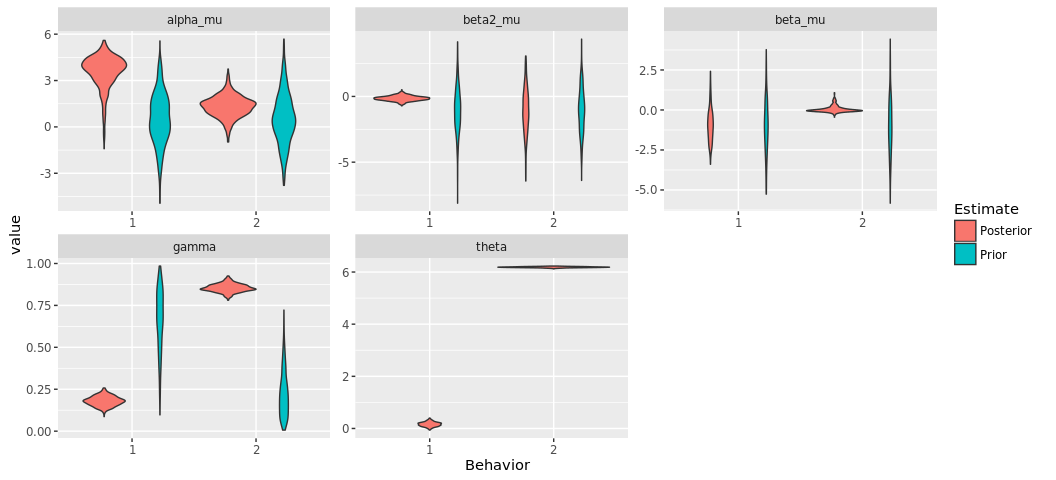 alpha_mu
beta2_mu
beta_mu
6
3
0
-3
0
-5
2.5
0.0
-2.5
-5.0
1
2
1
2
1
2
value
gamma
theta
1.00
0.75
0.50
0.25
0.00
6
4
2
0
1
2
1
2
Behavior
Estimate
Posterior
Prior